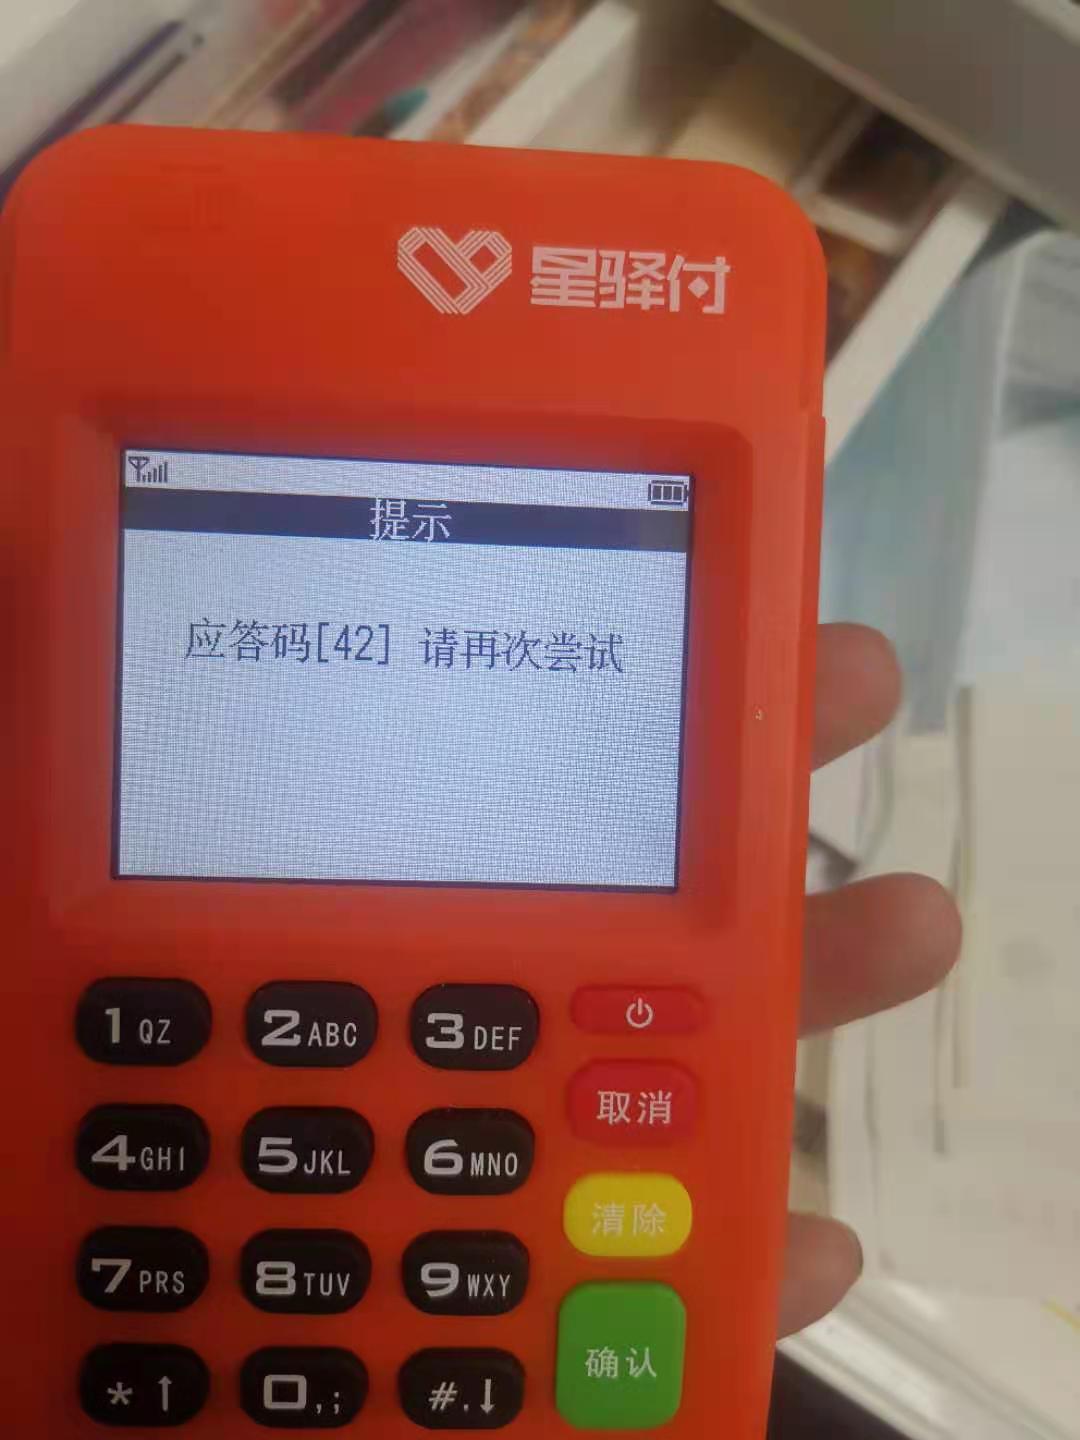 星驿付
提示
应答码[42] 请再次尝试
1 QZ 2 ABC 3 DEF
取消
4 GHI 5 JKL 6 MNO
清除
7 PRS 8 TUV 9 WXY
确认
* ↑ 0,; #.↓